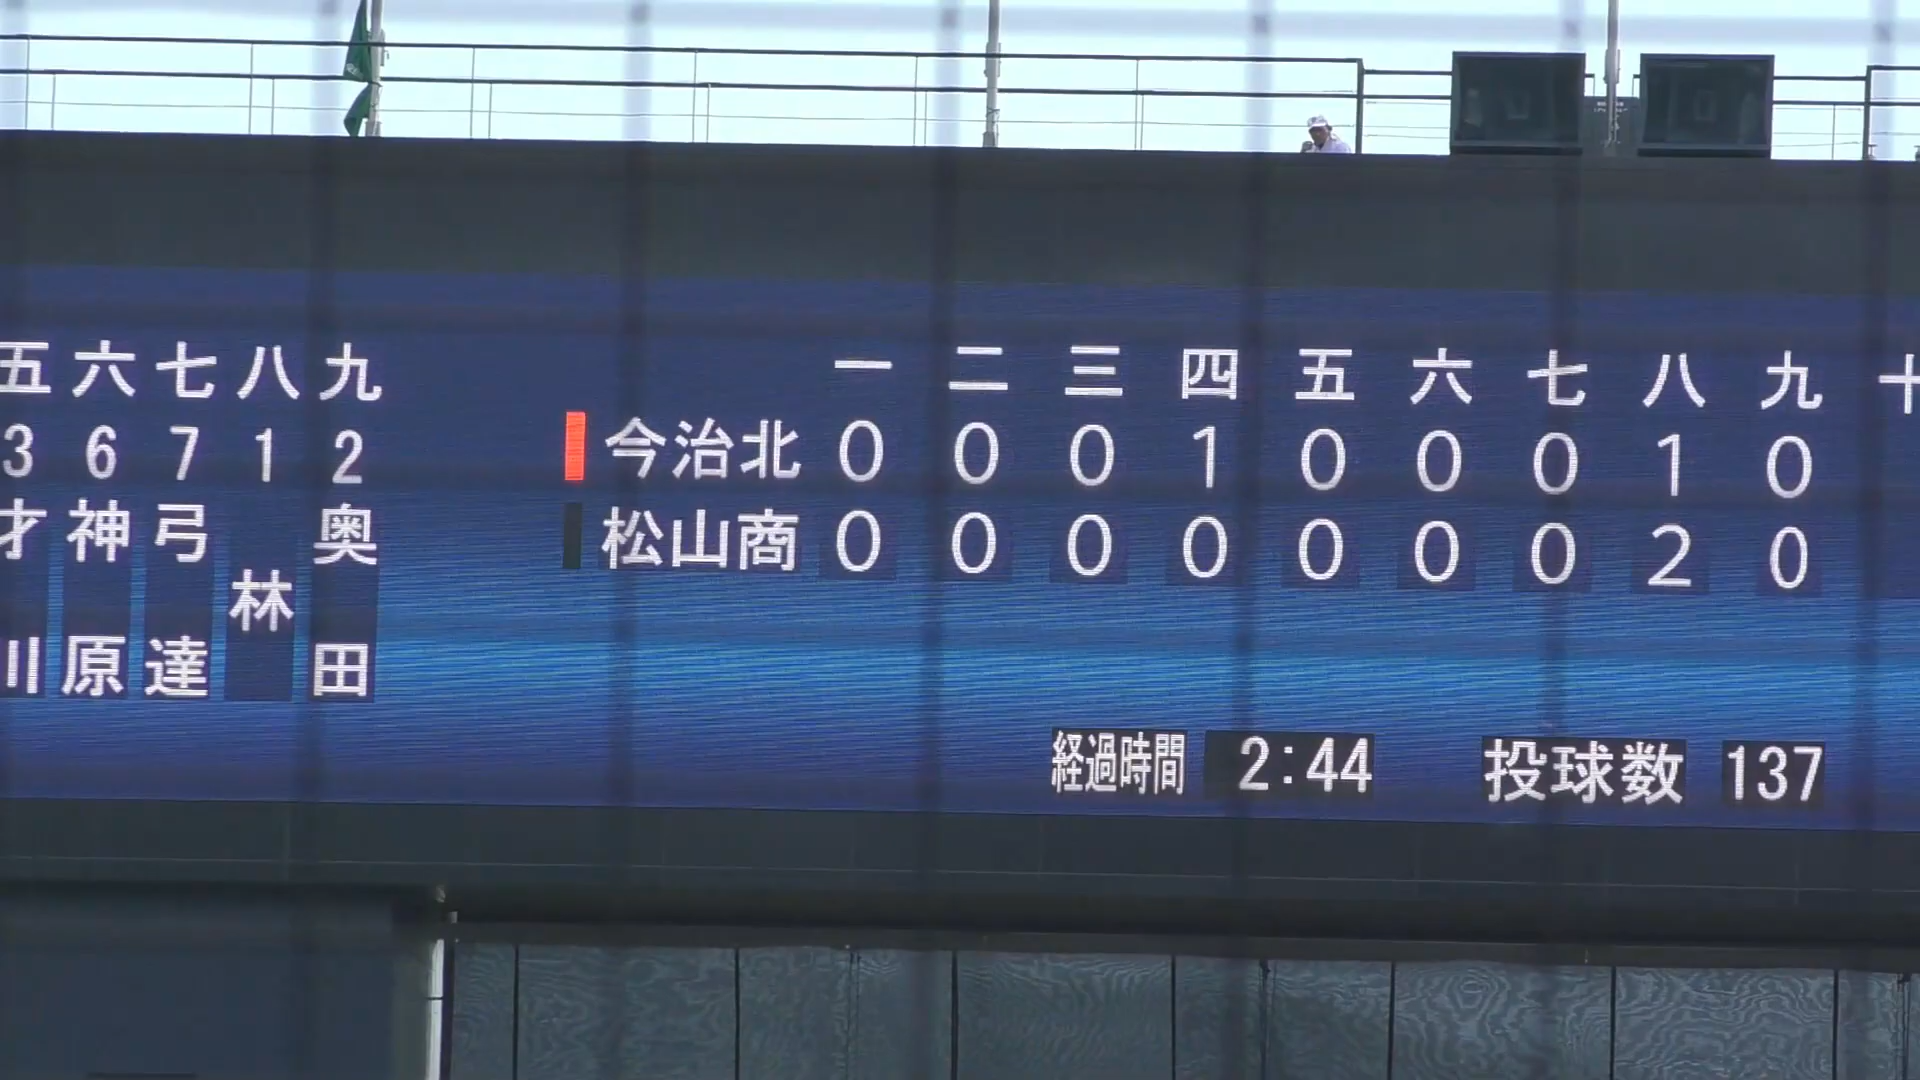 五 六 七 八 九
3 6 7 1 2
才川
神原
弓達
林
奥田
一 二 三 四 五 六 七 八 九 十
今治北 0 0 0 1 0 0 0 1 0
松山商 0 0 0 0 0 0 0 2 0
経過時間 2:44 投球数 137